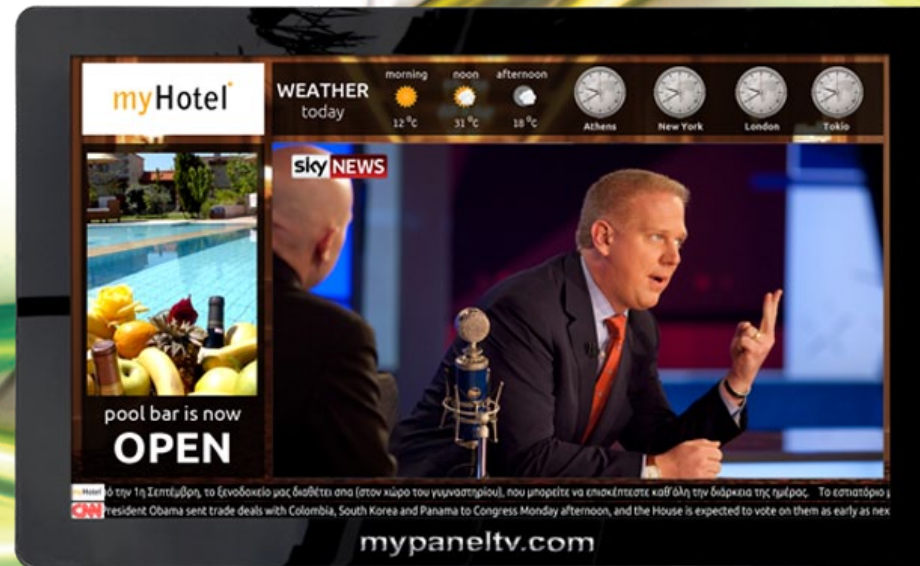 myHotel
WEATHER
today
morning noon afternoon
12 °C 31 °C 18 °C
Athens New York London Tokio
sky NEWS
pool bar is now
OPEN
myHotel ό την 1η Σεπτέμβρη, το ξενοδοχείο μας διαθέτει σπα (στον χώρο του γυμναστηρίου), που μπορείτε να επισκέπτεστε καθ'όλη την διάρκεια της ημέρας. Το εστιατόριο μ
CNN resident Obama sent trade deals with Colombia, South Korea and Panama to Congress Monday afternoon, and the House is expected to vote on them as early as nex
mypaneltv.com